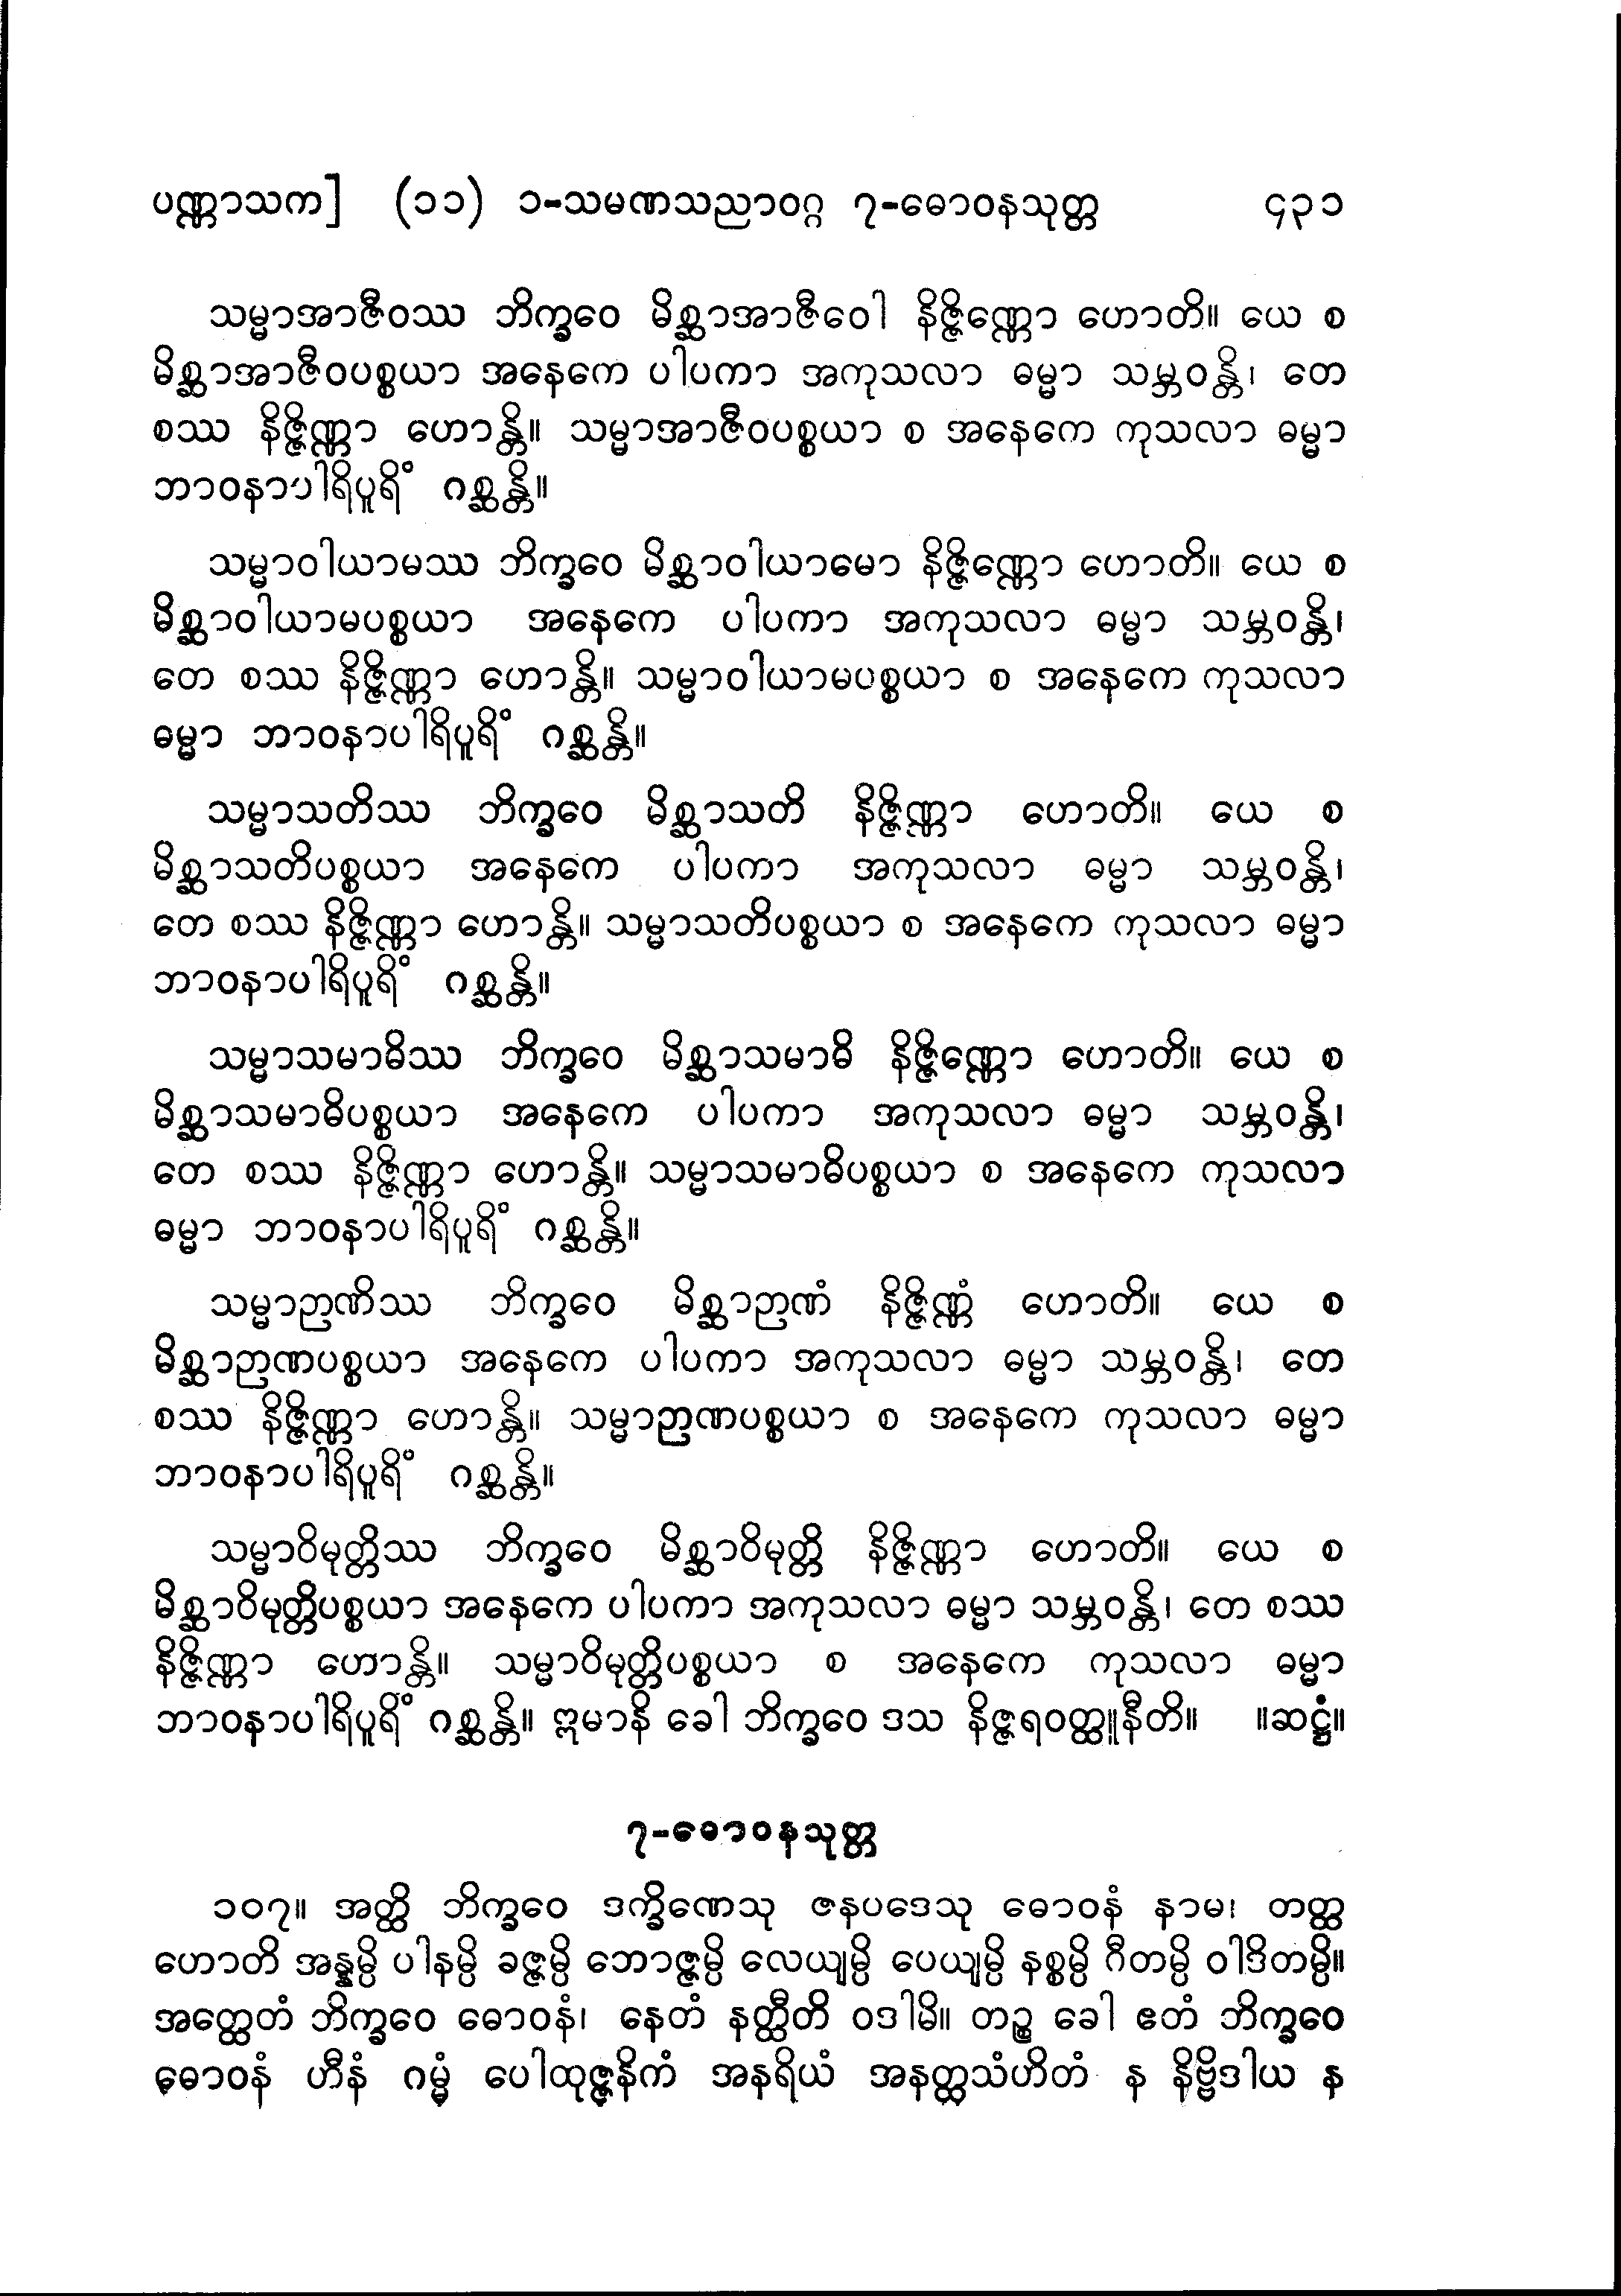 ပဏ္ဏာသက] (၁၁) ၁-သမဏသညာဝဂ္ဂ ၇-ဓောဝနသုတ္တ ၄၃၁
သမ္မာအာဇီဝဿ ဘိက္ခဝေ မိစ္ဆာအာဇီဝေါ နိဇ္ဇိဏ္ဏော ဟောတိ။ ယေ စ
မိစ္ဆာအာဇီဝပစ္စယာ အနေကေ ပါပကာ အကုသလာ ဓမ္မာ သမ္ဘဝန္တိ၊ တေ
စဿ နိဇ္ဇိဏ္ဏာ ဟောန္တိ။ သမ္မာအာဇီဝပစ္စယာ စ အနေကေ ကုသလာ ဓမ္မာ
ဘာဝနာပါရိပူရိံ ဂစ္ဆန္တိ။
သမ္မာဝါယာမဿ ဘိက္ခဝေ မိစ္ဆာဝါယာမော နိဇ္ဇိဏ္ဏော ဟောတိ။ ယေ စ
မိစ္ဆာဝါယာမပစ္စယာ အနေကေ ပါပကာ အကုသလာ ဓမ္မာ သမ္ဘဝန္တိ၊
တေ စဿ နိဇ္ဇိဏ္ဏာ ဟောန္တိ။ သမ္မာဝါယာမပစ္စယာ စ အနေကေ ကုသလာ
ဓမ္မာ ဘာဝနာပါရိပူရိံ ဂစ္ဆန္တိ။
သမ္မာသတိဿ ဘိက္ခဝေ မိစ္ဆာသတိ နိဇ္ဇိဏ္ဏာ ဟောတိ။ ယေ စ
မိစ္ဆာသတိပစ္စယာ အနေကေ ပါပကာ အကုသလာ ဓမ္မာ သမ္ဘဝန္တိ၊
တေ စဿ နိဇ္ဇိဏ္ဏာ ဟောန္တိ။ သမ္မာသတိပစ္စယာ စ အနေကေ ကုသလာ ဓမ္မာ
ဘာဝနာပါရိပူရိံ ဂစ္ဆန္တိ။
သမ္မာသမာဓိဿ ဘိက္ခဝေ မိစ္ဆာသမာဓိ နိဇ္ဇိဏ္ဏော ဟောတိ။ ယေ စ
မိစ္ဆာသမာဓိပစ္စယာ အနေကေ ပါပကာ အကုသလာ ဓမ္မာ သမ္ဘဝန္တိ၊
တေ စဿ နိဇ္ဇိဏ္ဏာ ဟောန္တိ။ သမ္မာသမာဓိပစ္စယာ စ အနေကေ ကုသလာ
ဓမ္မာ ဘာဝနာပါရိပူရိံ ဂစ္ဆန္တိ။
သမ္မာဉာဏိဿ ဘိက္ခဝေ မိစ္ဆာဉာဏံ နိဇ္ဇိဏ္ဏံ ဟောတိ။ ယေ စ
မိစ္ဆာဉာဏပစ္စယာ အနေကေ ပါပကာ အကုသလာ ဓမ္မာ သမ္ဘဝန္တိ၊ တေ
စဿ နိဇ္ဇိဏ္ဏာ ဟောန္တိ။ သမ္မာဉာဏပစ္စယာ စ အနေကေ ကုသလာ ဓမ္မာ
ဘာဝနာပါရိပူရိံ ဂစ္ဆန္တိ။
သမ္မာဝိမုတ္တိဿ ဘိက္ခဝေ မိစ္ဆာဝိမုတ္တိ နိဇ္ဇိဏ္ဏာ ဟောတိ။ ယေ စ
မိစ္ဆာဝိမုတ္တိပစ္စယာ အနေကေ ပါပကာ အကုသလာ ဓမ္မာ သမ္ဘဝန္တိ၊ တေ စဿ
နိဇ္ဇိဏ္ဏာ ဟောန္တိ။ သမ္မာဝိမုတ္တိပစ္စယာ စ အနေကေ ကုသလာ ဓမ္မာ
ဘာဝနာပါရိပူရိံ ဂစ္ဆန္တိ။ ဣမာနိ ခေါ ဘိက္ခဝေ ဒသ နိဇ္ဇရဝတ္ထူနီတိ။ ။ဆဋ္ဌံ။
၇-ဓောဝနသုတ္တ
၁၀၇။ အတ္ထိ ဘိက္ခဝေ ဒက္ခိဏေသု ဇနပဒေသု ဓောဝနံ နာမ၊ တတ္ထ
ဟောတိ အန္နမ္ပိ ပါနမ္ပိ ခဇ္ဇမ္ပိ ဘောဇ္ဇမ္ပိ လေယျမ္ပိ ပေယျမ္ပိ နစ္စမ္ပိ ဂီတမ္ပိ ဝါဒိတမ္ပိ။
အတ္ထေတံ ဘိက္ခဝေ ဓောဝနံ၊ နေတံ နတ္ထီတိ ဝဒါမိ။ တဉ္စ ခေါ ဧတံ ဘိက္ခဝေ
ဓောဝနံ ဟီနံ ဂမ္မံ ပေါထုဇ္ဇနိကံ အနရိယံ အနတ္ထသံဟိတံ န နိဗ္ဗိဒါယ န